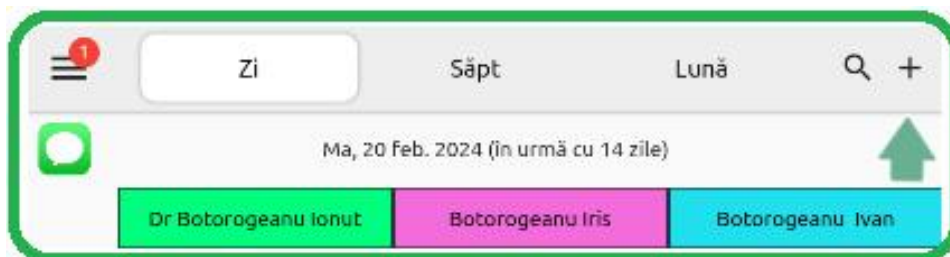 1
Zi Săpt Lună
Ma, 20 feb. 2024 (în urmă cu 14 zile)
Dr Botorogeanu Ionut Botorogeanu Iris Botorogeanu Ivan